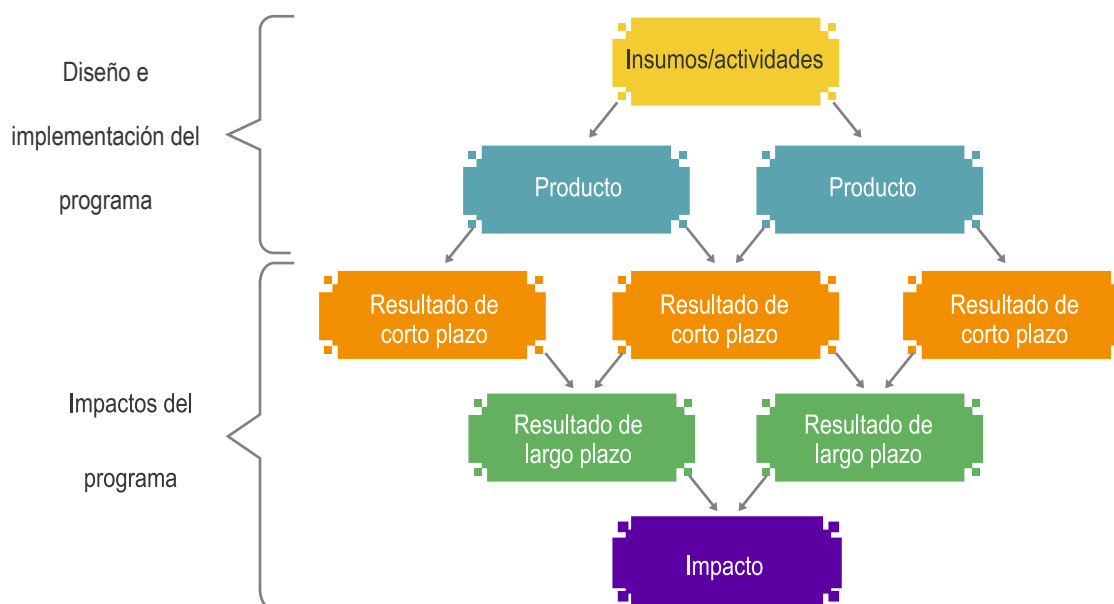 Diseño e
implementación del
programa
Insumos/actividades
Producto
Producto
Impactos del
programa
Resultado de
corto plazo
Resultado de
corto plazo
Resultado de
corto plazo
Resultado de
largo plazo
Resultado de
largo plazo
Impacto